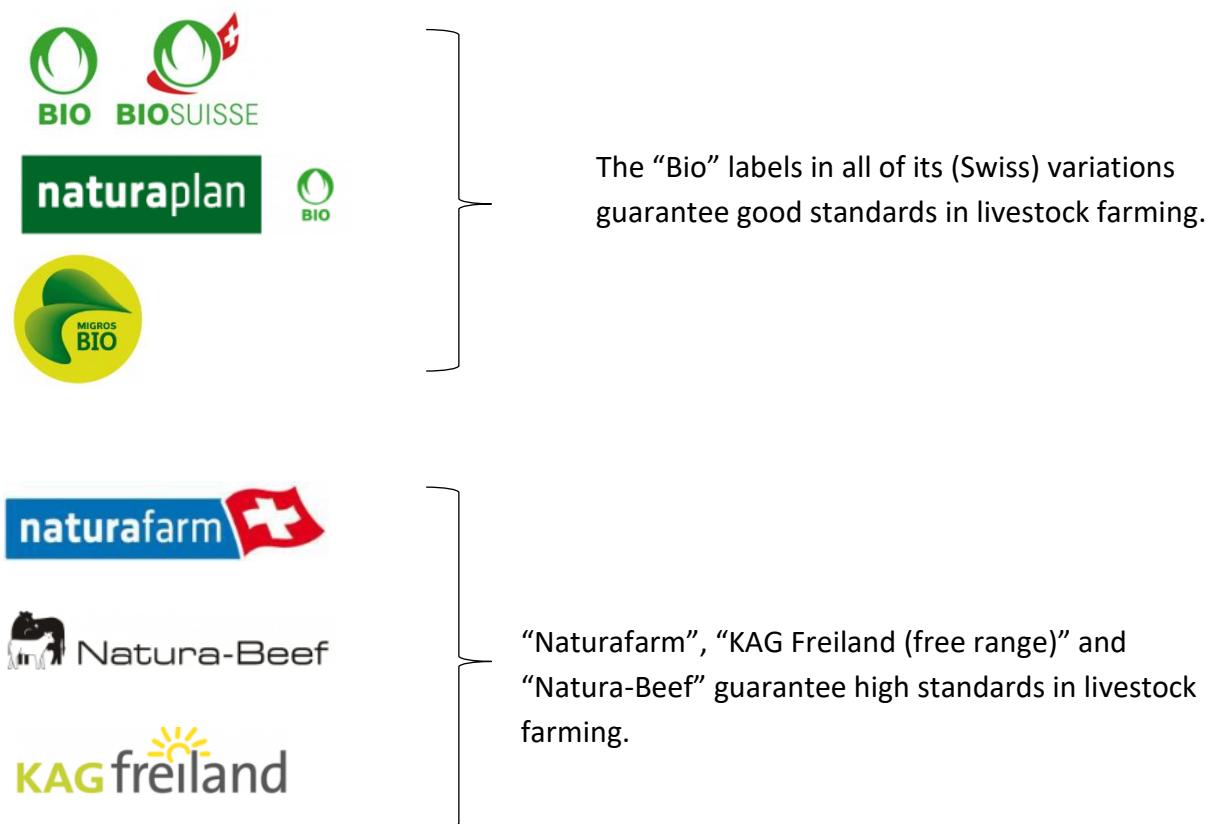 BIO BIOSUISSE
naturaplan BIO
The “Bio” labels in all of its (Swiss) variations
guarantee good standards in livestock farming.
MIGROS
BIO
naturafarm
Natura-Beef
“Naturafarm”, “KAG Freiland (free range)” and
“Natura-Beef” guarantee high standards in livestock
farming.
KAGfreiland